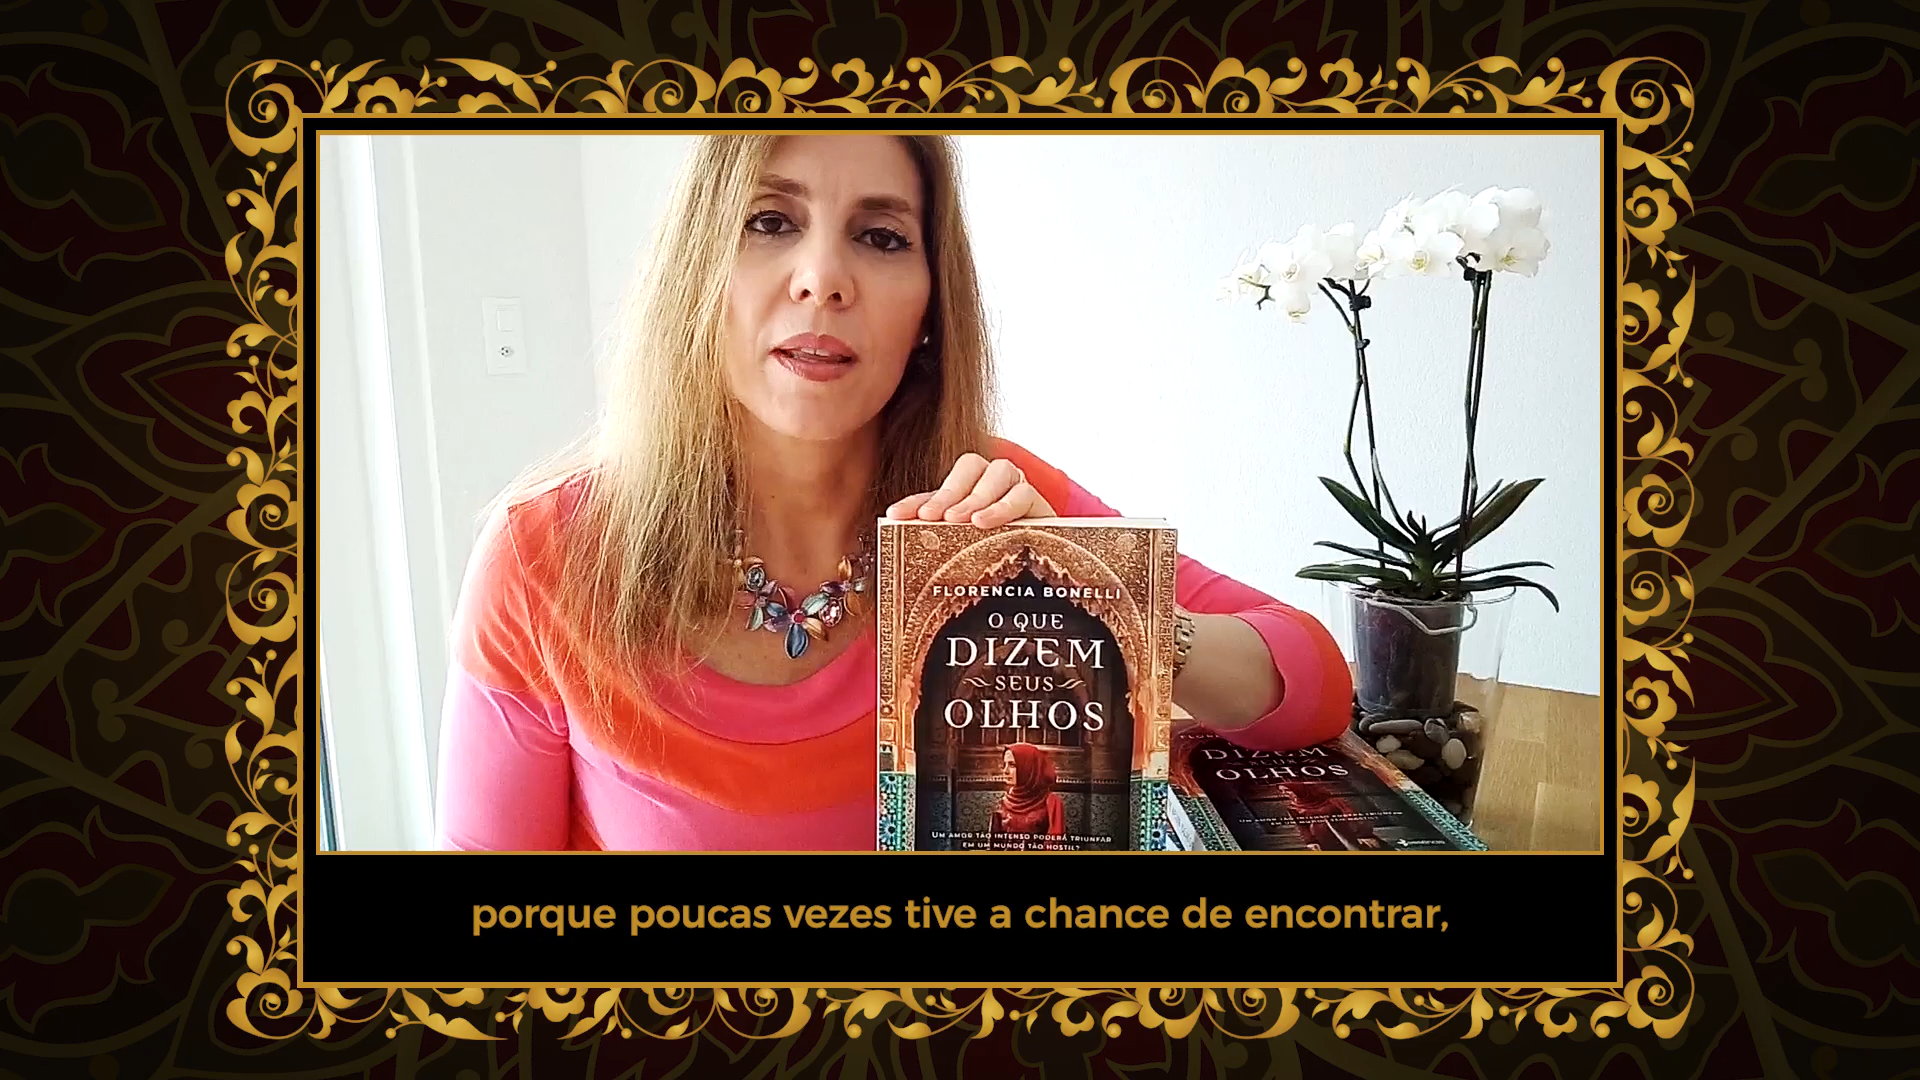 FLORENCIA BONELLI
O QUE
DIZEM
SEUS
OLHOS
UM AMOR TÃO INTENSO PODERÁ TRIUNFAR
EM UM MUNDO TÃO HOSTIL?
DIZEM
SEUS
OLHOS
porque poucas vezes tive a chance de encontrar,